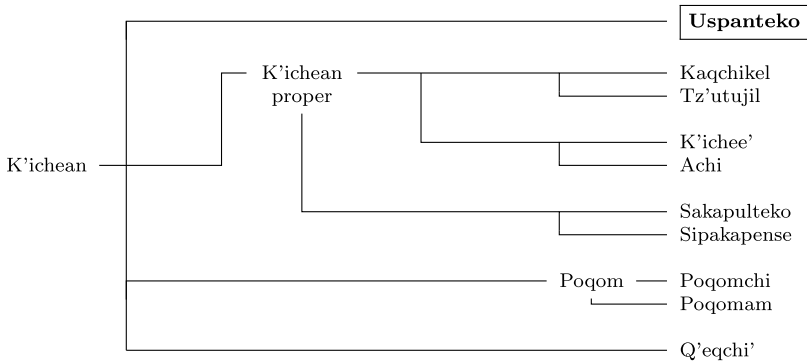 Uspanteko
K'ichean
proper
Kaqchikel
Tz'utujil
K'ichee'
Achi
K'ichean
Sakapulteko
Sipakapense
Poqom
Poqomchi
Poqomam
Q'eqchi'